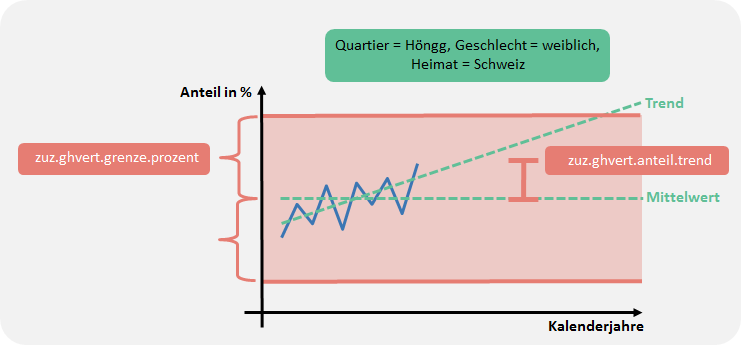 Quartier = Höngg, Geschlecht = weiblich,
Heimat = Schweiz
Anteil in %
Trend
zuz.ghvert.grenze.prozent
zuz.ghvert.anteil.trend
Mittelwert
Kalenderjahre